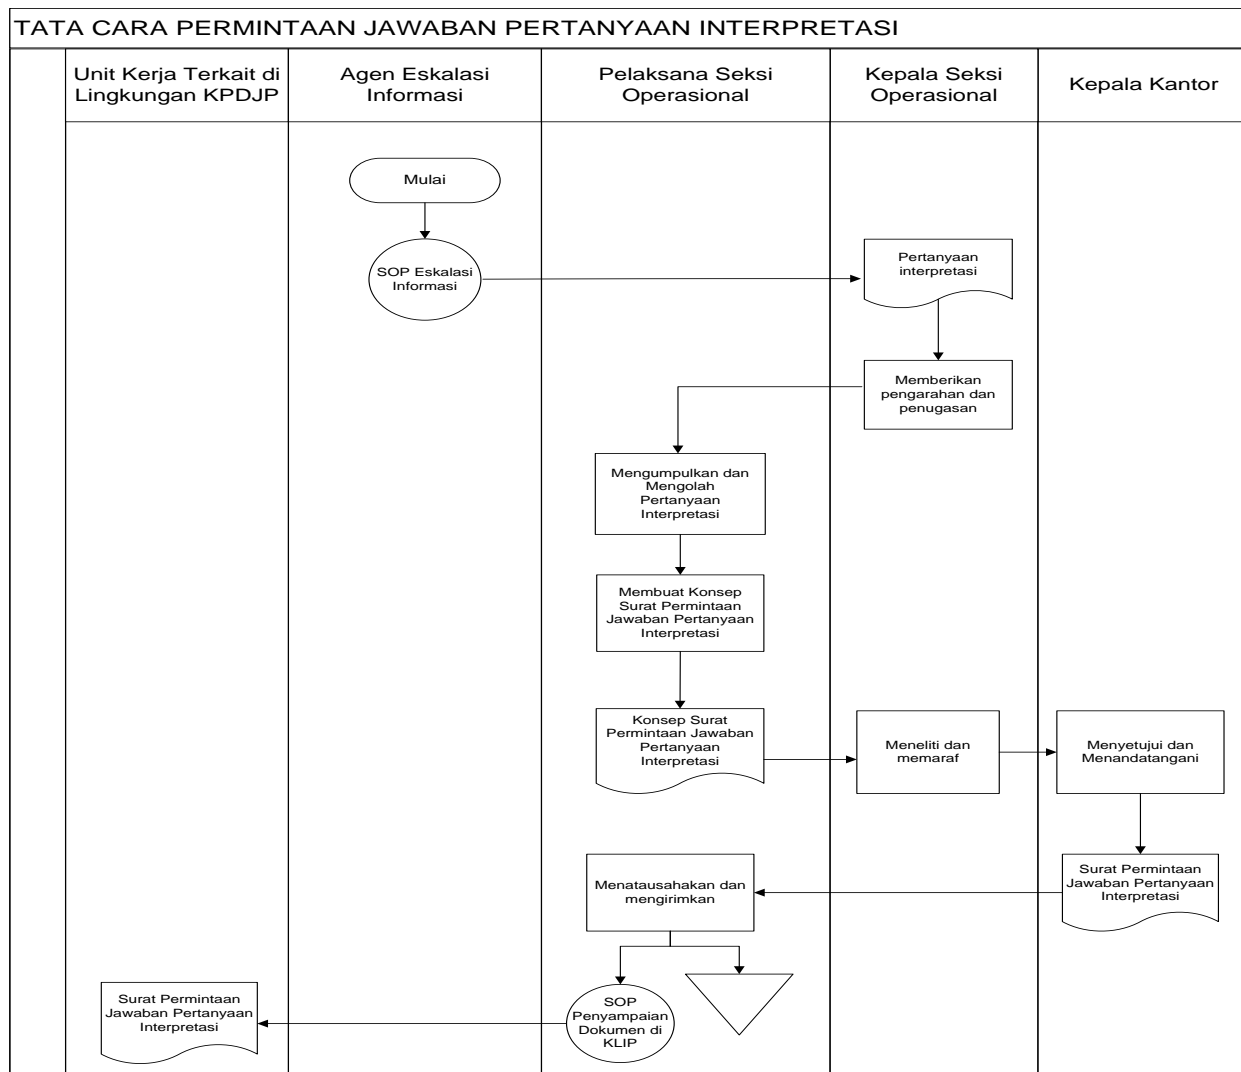 TATA CARA PERMINTAAN JAWABAN PERTANYAAN INTERPRETASI
Unit Kerja Terkait di
Lingkungan KPDJP
Agen Eskalasi
Informasi
Pelaksana Seksi
Operasional
Kepala Seksi
Operasional
Kepala Kantor
Mulai
SOP Eskalasi
Informasi
Pertanyaan
interpretasi
Memberikan
pengarahan dan
penugasan
Mengumpulkan dan
Mengolah
Pertanyaan
Interpretasi
Membuat Konsep
Surat Permintaan
Jawaban Pertanyaan
Interpretasi
Konsep Surat
Permintaan Jawaban
Pertanyaan
Interpretasi
Meneliti dan
memaraf
Menyetujui dan
Menandatangani
Surat Permintaan
Jawaban Pertanyaan
Interpretasi
Menatausahakan dan
mengirimkan
SOP
Penyampaian
Dokumen di
KLIP
Surat Permintaan
Jawaban Pertanyaan
Interpretasi